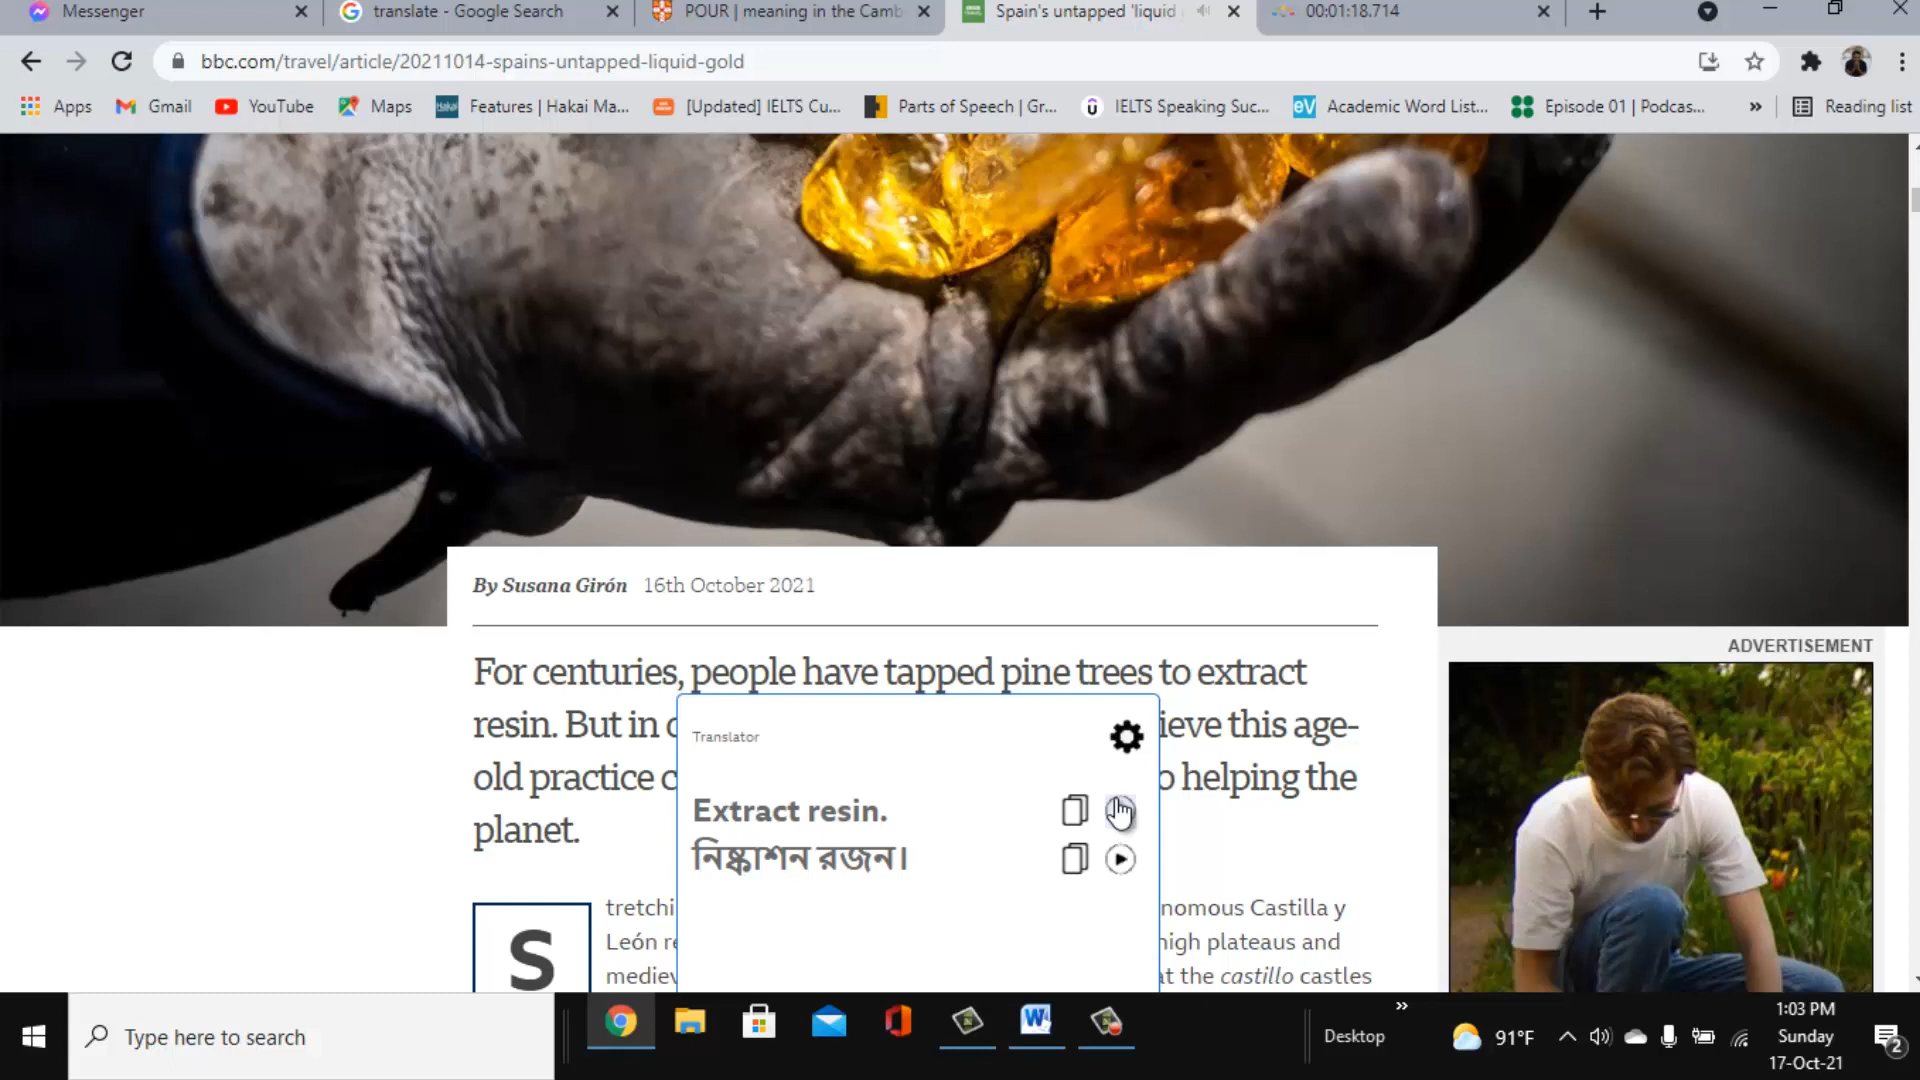 Messenger
translate - Google Search
POUR | meaning in the Camb
Spain's untapped 'liquid
00:01:18.714
bbc.com/travel/article/20211014-spains-untapped-liquid-gold
Apps
Gmail
YouTube
Maps
Hakai
Features | Hakai Ma...
[Updated] IELTS Cu...
Parts of Speech | Gr...
IELTS Speaking Suc...
eV
Academic Word List...
Episode 01 | Podcas...
»
Reading list
By Susana Girón 16th October 2021
ADVERTISEMENT
For centuries, people have tapped pine trees to extract
resin. But in ieve this age-
old practice helping the
planet.
Translator
Extract resin.
নিষ্কাশন রজন।
S
tretchi nomous Castilla y
León high plateaus and
mediev at the castillo castles
Type here to search
Desktop
»
91°F
1:03 PM
Sunday
17-Oct-21
2